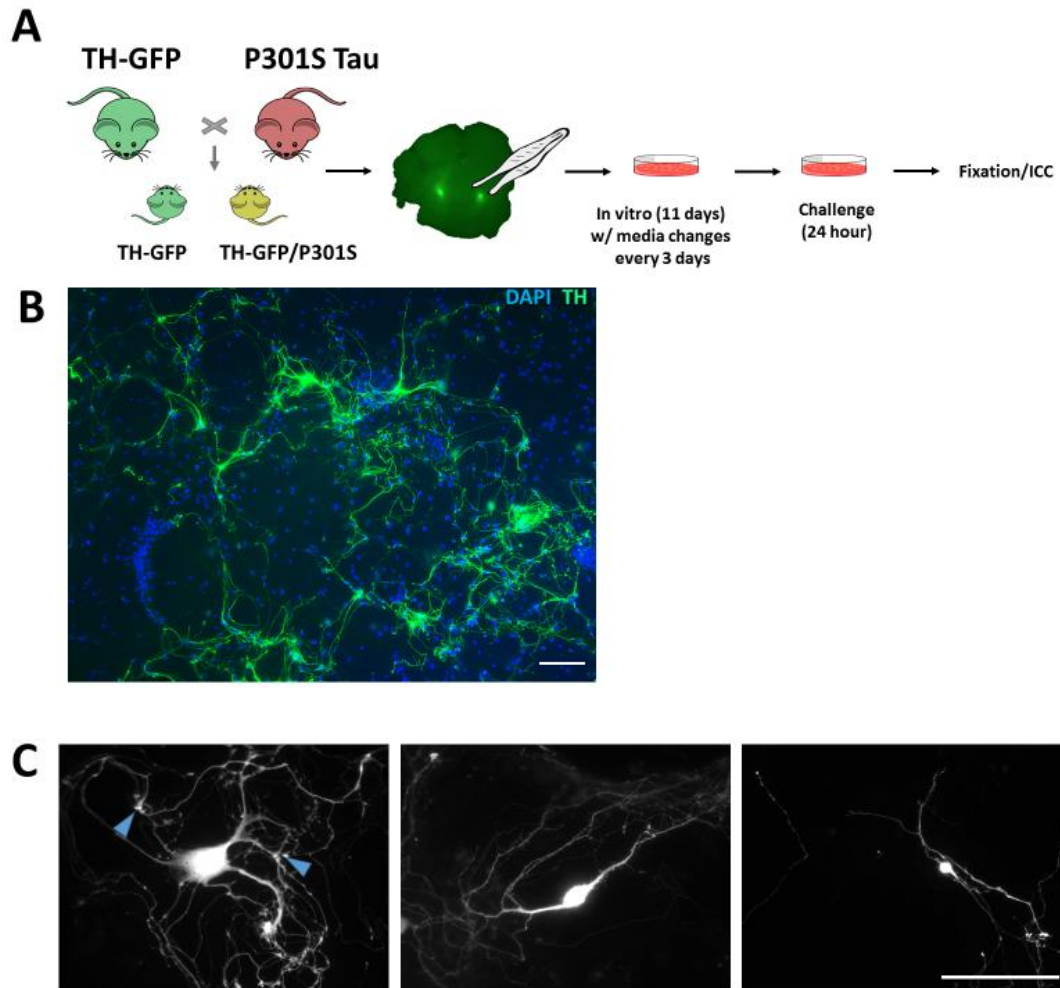 A
TH-GFP P301S Tau
TH-GFP TH-GFP/P301S
In vitro (11 days)
w/ media changes
every 3 days
Challenge
(24 hour)
Fixation/ICC
B
DAPI TH
C